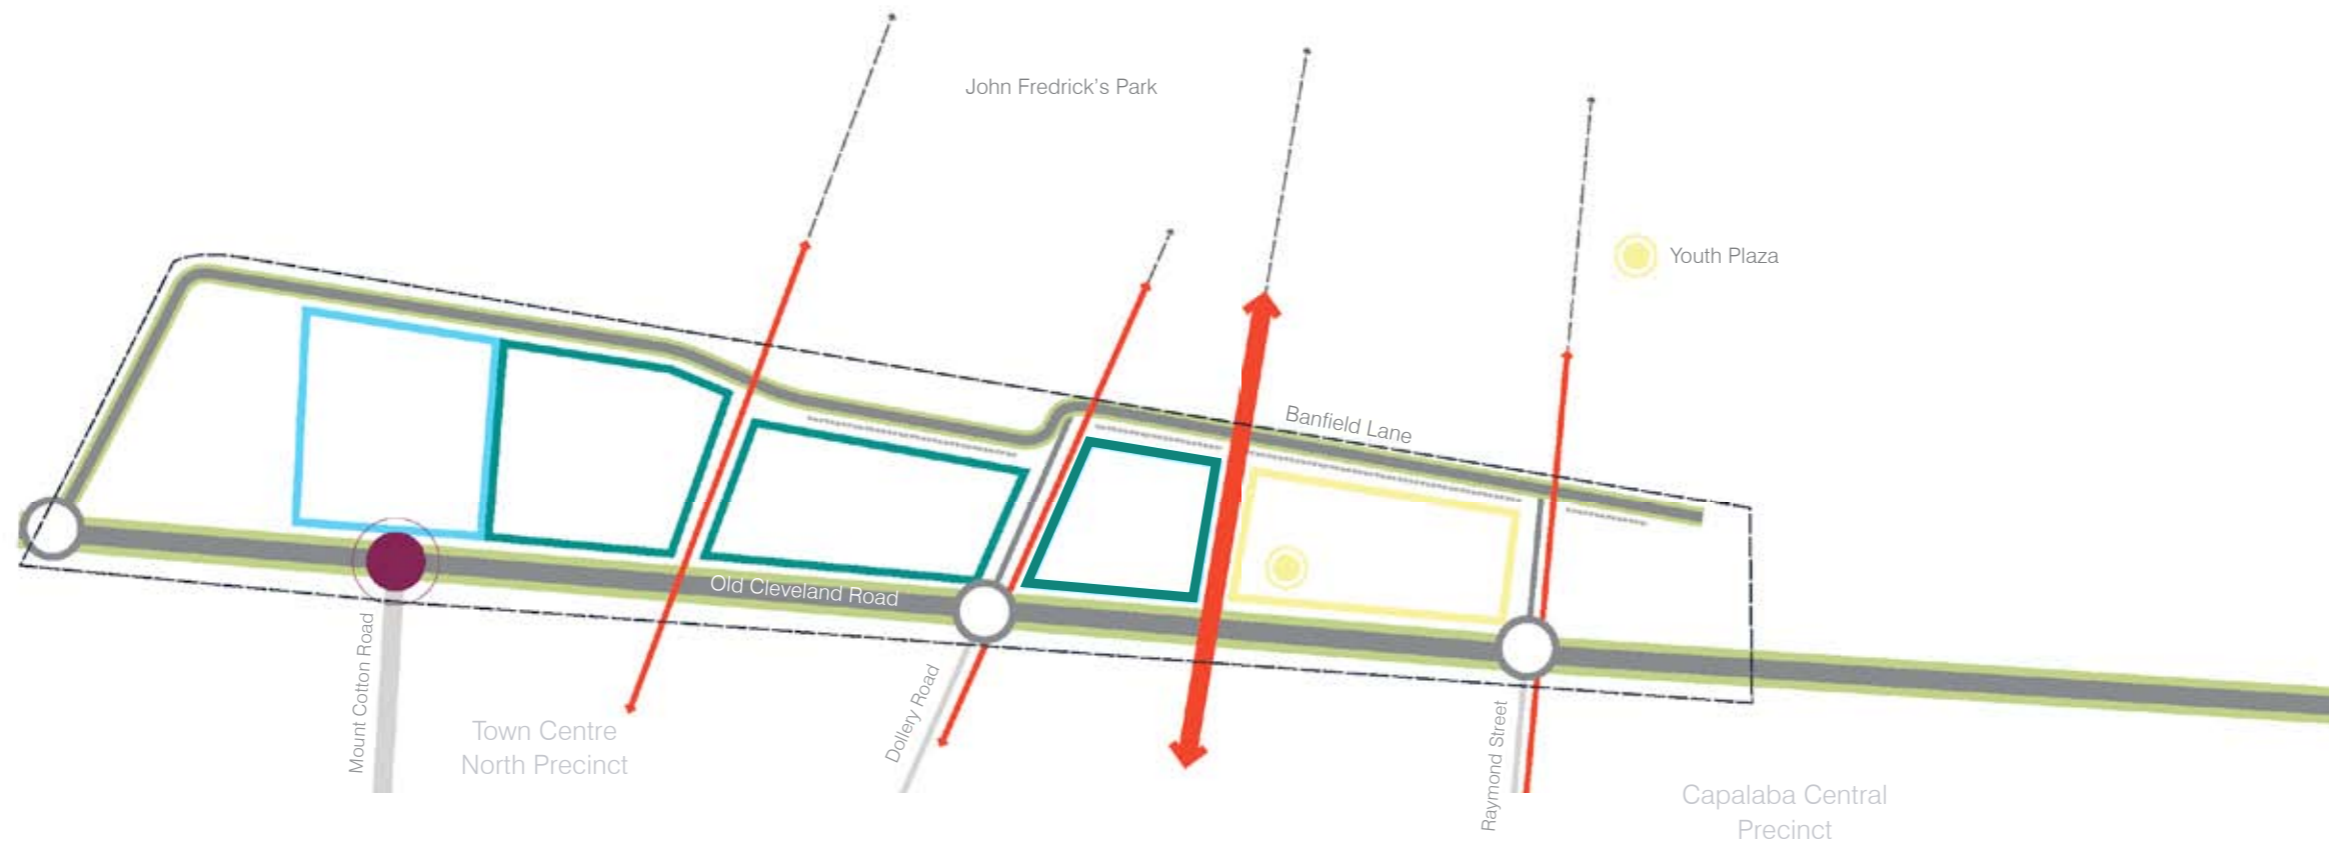 John Fredrick's Park
Youth Plaza
Banfield Lane
Old Cleveland Road
Mount Cotton Road
Town Centre
North Precinct
Dollery Road
Raymond Street
Capalaba Central
Precinct